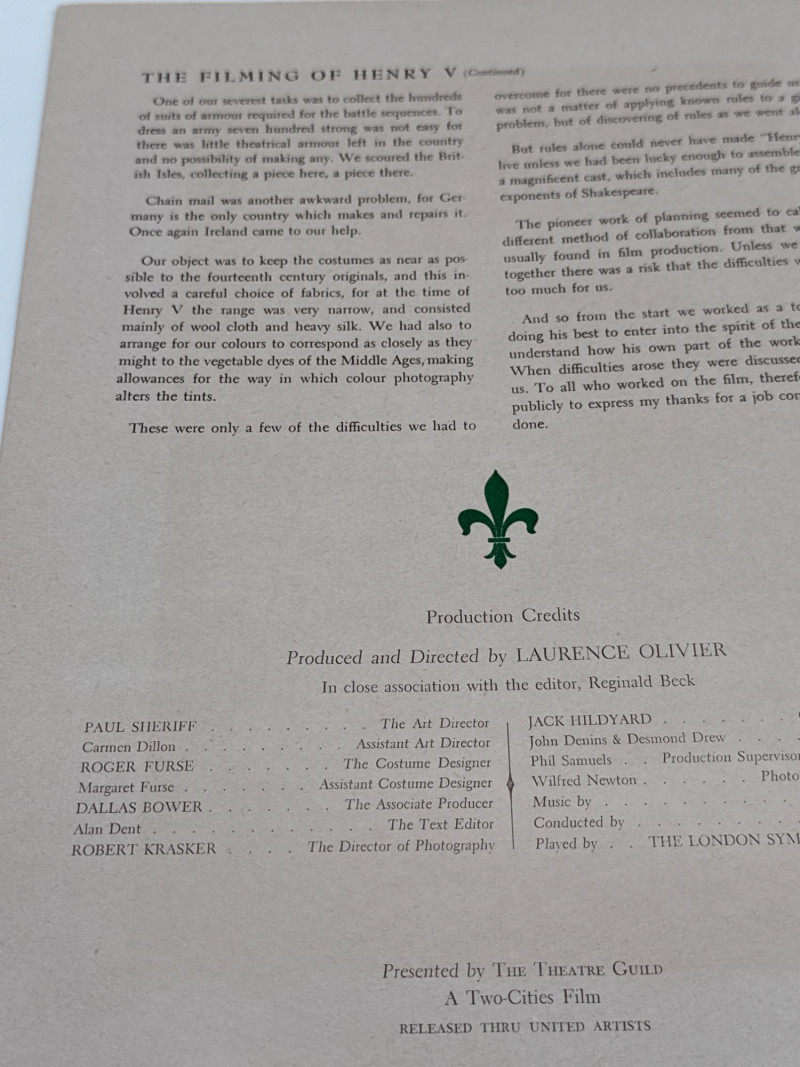 THE FILMING OF HENRY V (Continued)
One of our severest tasks was to collect the hundreds
of suits of armour required for the battle sequences. To
dress an army seven hundred strong was not easy for
there was little theatrical armour left in the country
and no possibility of making any. We scoured the Brit-
ish Isles, collecting a piece here, a piece there.
Chain mail was another awkward problem, for Ger-
many is the only country which makes and repairs it.
Once again Ireland came to our help.
Our object was to keep the costumes as near as pos-
sible to the fourteenth century originals, and this in-
volved a careful choice of fabrics, for at the time of
Henry V the range was very narrow, and consisted
mainly of wool cloth and heavy silk. We had also to
arrange for our colours to correspond as closely as they
might to the vegetable dyes of the Middle Ages, making
allowances for the way in which colour photography
alters the tints.
These were only a few of the difficulties we had to
overcome for there were no precedents to guide
was not a matter of applying known rules to a
problem, but of discovering of rules as we went
But rules alone could never have made "Henry
live unless we had been lucky enough to assemble
a magnificent cast, which includes many of the
exponents of Shakespeare.
The pioneer work of planning seemed to
different method of collaboration from that
usually found in film production. Unless we
together there was a risk that the difficulties
too much for us.
And so from the start we worked as a
doing his best to enter into the spirit of the
understand how his own part of the work
When difficulties arose they were discussed
us. To all who worked on the film,
publicly to express my thanks for a job
done.
Production Credits
Produced and Directed by LAURENCE OLIVIER
In close association with the editor, Reginald Beck
PAUL SHERIFF . . . . . . . . The Art Director
Carmen Dillon . . . . . . . . Assistant Art Director
ROGER FURSE . . . . . . The Costume Designer
Margaret Furse . . . . . Assistant Costume Designer
DALLAS BOWER . . . . . . . The Associate Producer
Alan Dent . . . . . . . . . . . The Text Editor
ROBERT KRASKER . . . . The Director of Photography
JACK HILDYARD . . . . . .
John Denins & Desmond Drew . . . .
Phil Samuels . . Production Supervisor
Wilfred Newton . . . . . . Photo
Music by . . . . . . . . .
Conducted by . . . . . . . .
Played by . . THE LONDON SYM
Presented by THE THEATRE GUILD
A Two-Cities Film
RELEASED THRU UNITED ARTISTS